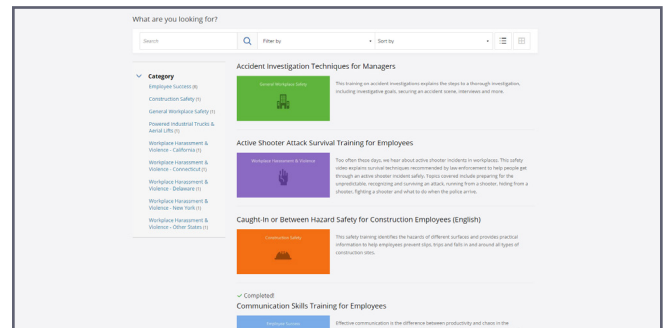 What are you looking for?
Search
Filter by
Sort by
Category
Employee Success (8)
Construction Safety (1)
General Workplace Safety (1)
Powered Industrial Trucks &
Aerial Lifts (1)
Workplace Harassment &
Violence - California (1)
Workplace Harassment &
Violence - Connecticut (1)
Workplace Harassment &
Violence - Delaware (1)
Workplace Harassment &
Violence - New York (1)
Workplace Harassment &
Violence - Other States (1)
Accident Investigation Techniques for Managers
General Workplace Safety
This training on accident investigations explains the steps to a thorough investigation,
including investigative goals, securing an accident scene, interviews and more.
Active Shooter Attack Survival Training for Employees
Workplace Harassment & Violence
Too often these days, we hear about active shooter incidents in workplaces. This safety
video explains survival techniques recommended by law enforcement to help people get
through an active shooter incident safely. Topics covered include preparing for the
unpredictable, recognizing and surviving an attack, running from a shooter, hiding from a
shooter, fighting a shooter and what to do when the police arrive.
Caught-In or Between Hazard Safety for Construction Employees (English)
Construction Safety
This safety training identifies the hazards of different surfaces and provides practical
information to help employees prevent slips, trips and falls in and around all types of
construction sites.
Completed!
Communication Skills Training for Employees
Employee Success
Effective communication is the difference between productivity and chaos in the